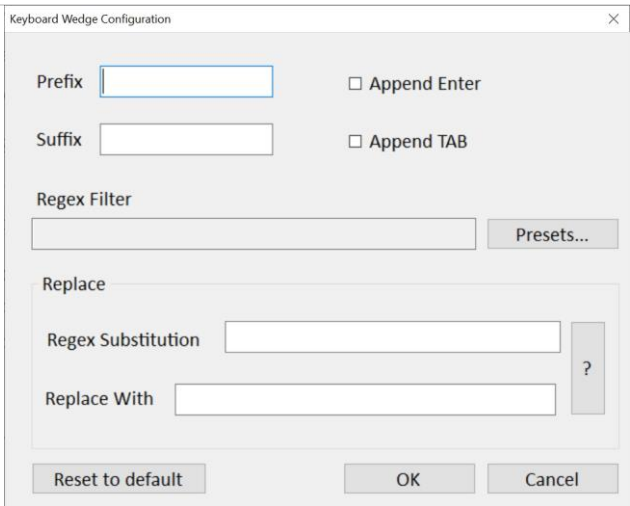 Keyboard Wedge Configuration
Prefix
Append Enter
Suffix
Append TAB
Regex Filter
Presets...
Replace
Regex Substitution
?
Replace With
Reset to default
OK
Cancel